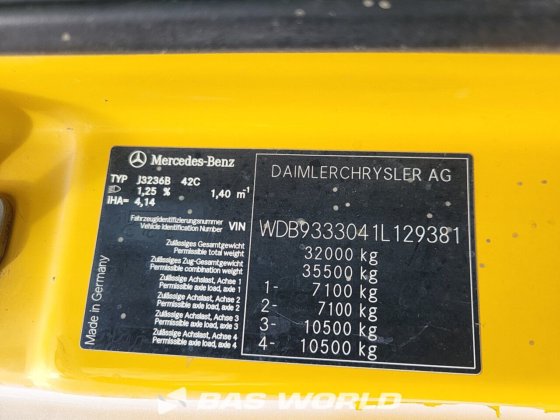 Mercedes-Benz
TYP J3236B 42C
1,25 % 1,40 m⁻¹
iHA= 4,14
DAIMLERCHRYSLER AG
Fahrzeugidentifizierungsnummer
Vehicle Identification Number VIN WDB9333041L129381
Zulässiges Gesamtgewicht
Permissible total weight 32000 kg
Zulässiges Zug-Gesamtgewicht
Permissible combination weight 35500 kg
Zulässige Achslast, Achse 1
Permissible axle load, axle 1 1- 7100 kg
Zulässige Achslast, Achse 2
Permissible axle load, axle 2 2- 7100 kg
Zulässige Achslast, Achse 3
Permissible axle load, axle 3 3- 10500 kg
Zulässige Achslast, Achse 4
Permissible axle load, axle 4 4- 10500 kg
Made in Germany
BAS WORLD